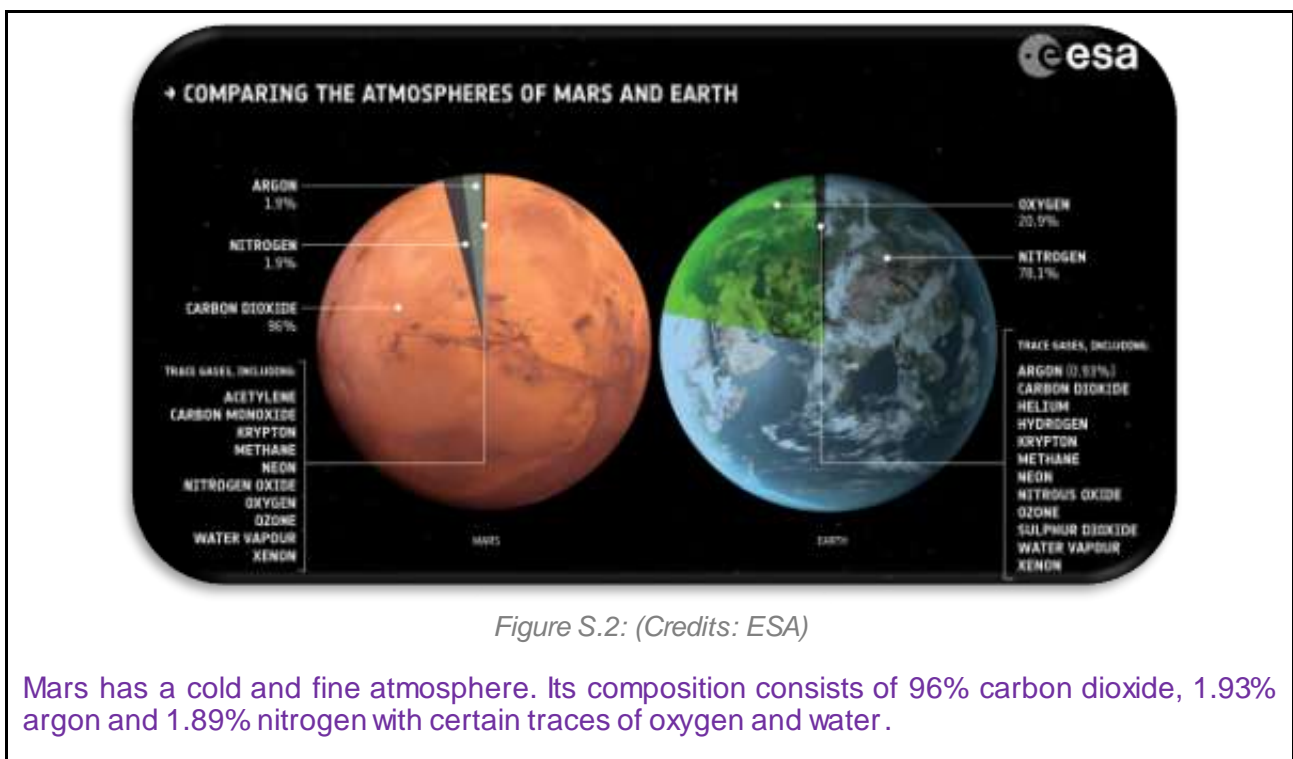 esa
→ COMPARING THE ATMOSPHERES OF MARS AND EARTH
ARGON
1.9%
NITROGEN
1.9%
CARBON DIOXIDE
96%
TRACE GASES, INCLUDING:
ACETYLENE
CARBON MONOXIDE
KRYPTON
METHANE
NEON
NITROGEN OXIDE
OXYGEN
OZONE
WATER VAPOUR
XENON
MARS
OXYGEN
20.9%
NITROGEN
78.1%
TRACE GASES, INCLUDING:
ARGON (0.93%)
CARBON DIOXIDE
HELIUM
HYDROGEN
KRYPTON
METHANE
NEON
NITROUS OXIDE
OZONE
SULPHUR DIOXIDE
WATER VAPOUR
XENON
EARTH
Figure S.2: (Credits: ESA)
Mars has a cold and fine atmosphere. Its composition consists of 96% carbon dioxide, 1.93%
argon and 1.89% nitrogen with certain traces of oxygen and water.